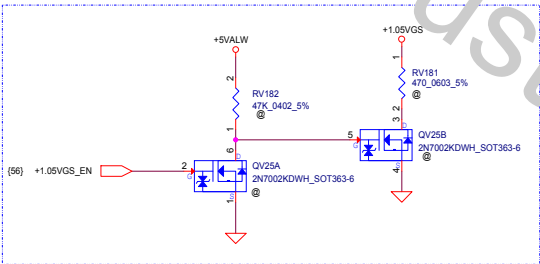 +5VALW
+1.05VGS
2
1
RV182
47K_0402_5%
@
1
2
RV181
470_0603_5%
@
{56} +1.05VGS_EN
2
G
6
D
1
S
QV25A
2N7002KDWH_SOT363-6
@
5
G
3
D
4
S
QV25B
2N7002KDWH_SOT363-6
@